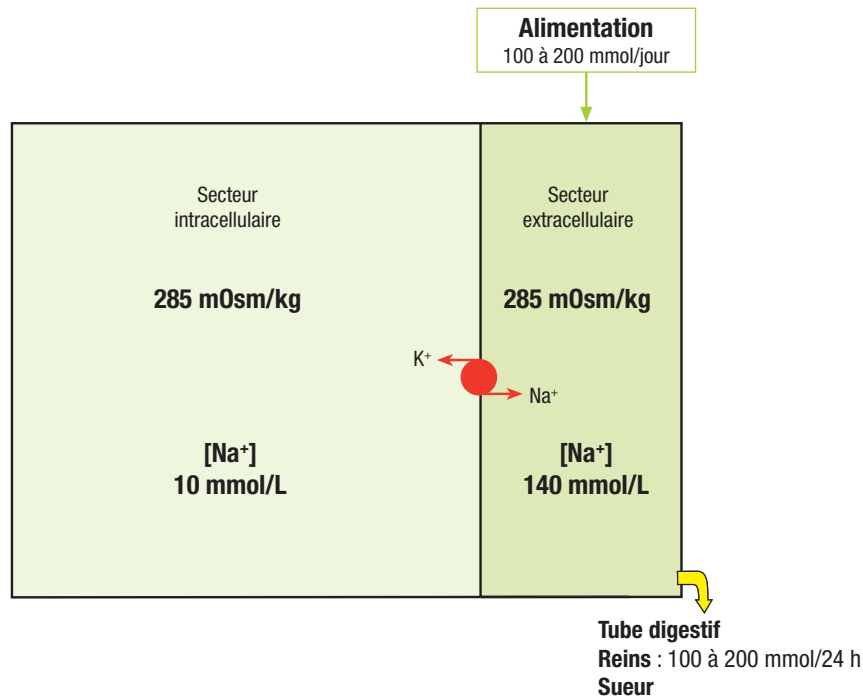 Alimentation
100 à 200 mmol/jour
Secteur
intracellulaire
Secteur
extracellulaire
285 mOsm/kg
285 mOsm/kg
K⁺
Na⁺
[Na⁺]
10 mmol/L
[Na⁺]
140 mmol/L
Tube digestif
Reins : 100 à 200 mmol/24 h
Sueur